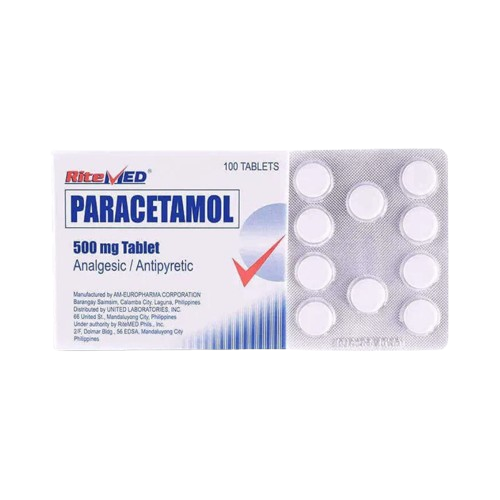 RiteMED®
100 TABLETS
PARACETAMOL
500 mg Tablet
Analgesic / Antipyretic
Manufactured by AM-EUROPHARMA CORPORATION
Barangay Saimsim, Calamba City, Laguna, Philippines
Distributed by UNITED LABORATORIES, INC.
66 United St., Mandaluyong City, Philippines
Under authority by RiteMED Phils., Inc.
2/F, Dolmar Bldg., 56 EDSA, Mandaluyong City
Philippines